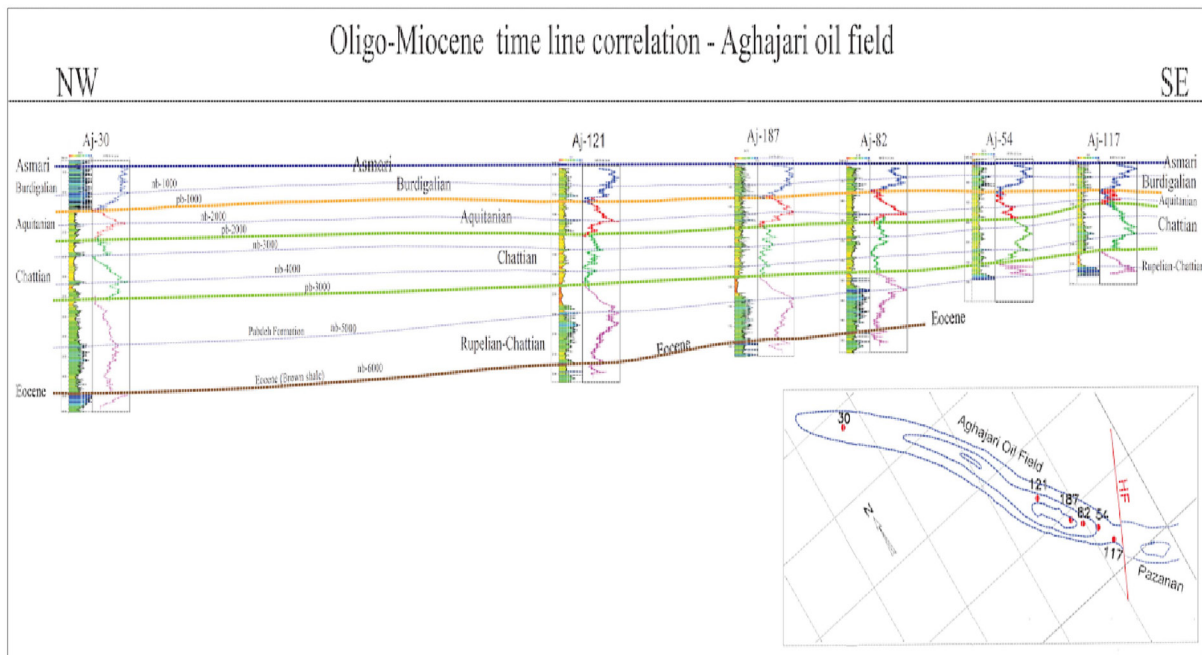 Oligo-Miocene time line correlation - Aghajari oil field
NW
SE
Aj-30
Aj-121
Aj-187
Aj-82
Aj-54
Aj-117
Asmari
Asmari
Asmari
Burdigalian
nb-1000
Burdigalian
Burdigalian
pb-1000
Aquitanian
nb-2000
Aquitanian
Aquitanian
pb-2000
nb-3000
Chattian
Chattian
Chattian
nb-4000
pb-3000
Rupelian-Chattian
Pabdeh Formation
nb-5000
Rupelian-Chattian
Eocene
Eocene
Eocene
Eocene (Brown shale)
nb-6000
30
Aghajari Oil Field
121
187
82
54
117
HF
N
Pazanan